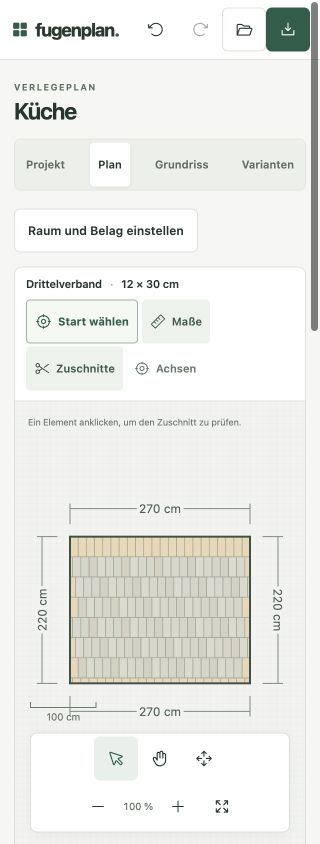 fugenplan.
VERLEGEPLAN
Küche
Projekt Plan Grundriss Varianten
Raum und Belag einstellen
Drittelverband · 12 × 30 cm
Start wählen Maße
Zuschnitte Achsen
Ein Element anklicken, um den Zuschnitt zu prüfen.
270 cm
220 cm 220 cm
100 cm 270 cm
100 %